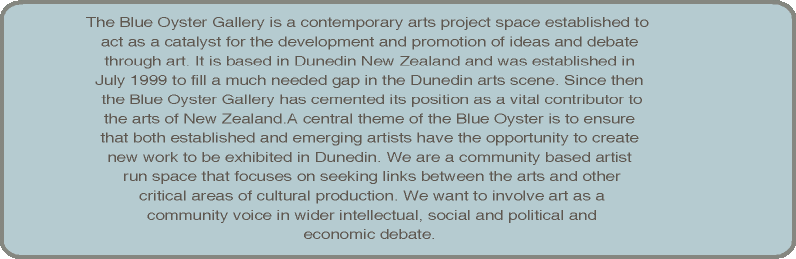 The Blue Oyster Gallery is a contemporary arts project space established to
act as a catalyst for the development and promotion of ideas and debate
through art. It is based in Dunedin New Zealand and was established in
July 1999 to fill a much needed gap in the Dunedin arts scene. Since then
the Blue Oyster Gallery has cemented its position as a vital contributor to
the arts of New Zealand.A central theme of the Blue Oyster is to ensure
that both established and emerging artists have the opportunity to create
new work to be exhibited in Dunedin. We are a community based artist
run space that focuses on seeking links between the arts and other
critical areas of cultural production. We want to involve art as a
community voice in wider intellectual, social and political and
economic debate.